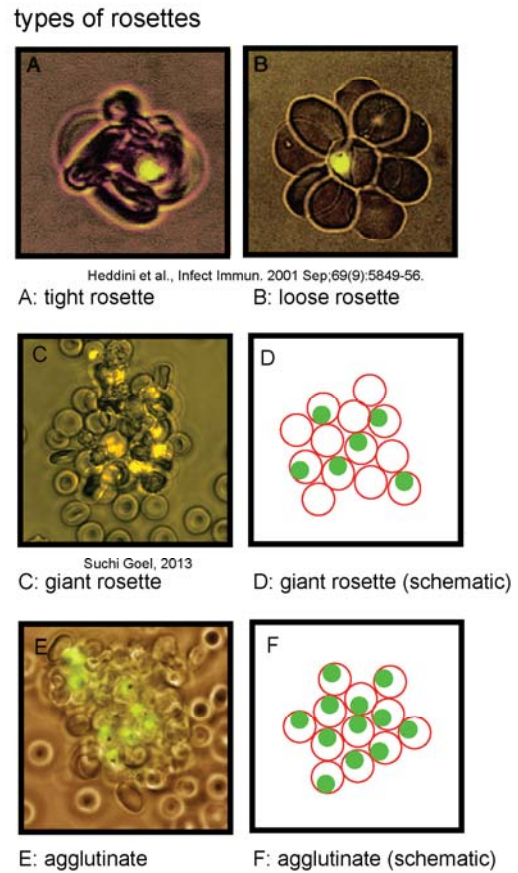 types of rosettes
A
B
Heddini et al., Infect Immun. 2001 Sep;69(9):5849-56.
A: tight rosette
B: loose rosette
C
D
Suchi Goel, 2013
C: giant rosette
D: giant rosette (schematic)
E
F
E: agglutinate
F: agglutinate (schematic)